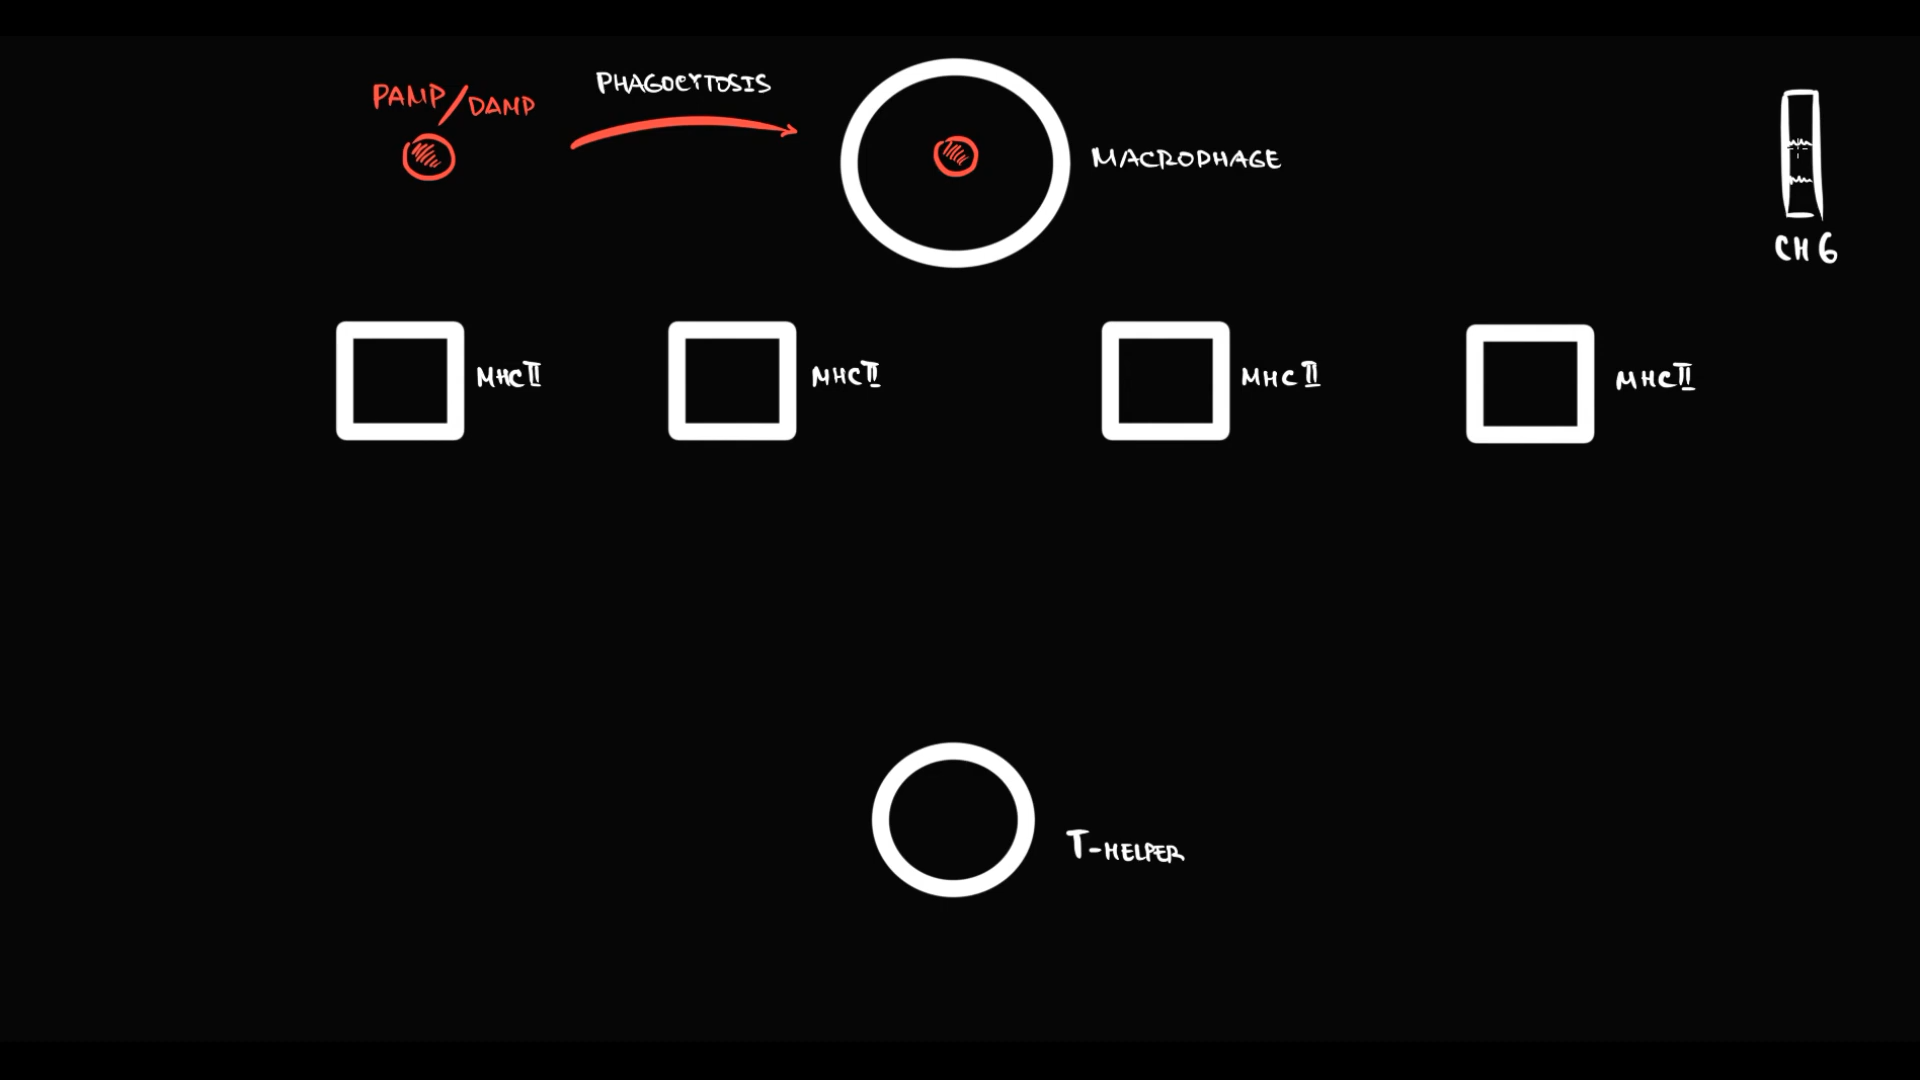 PHAGOCYTOSIS
PAMP/DAMP
MACROPHAGE
CH 6
MHC II
MHC II
MHC II
MHC II
T-HELPER